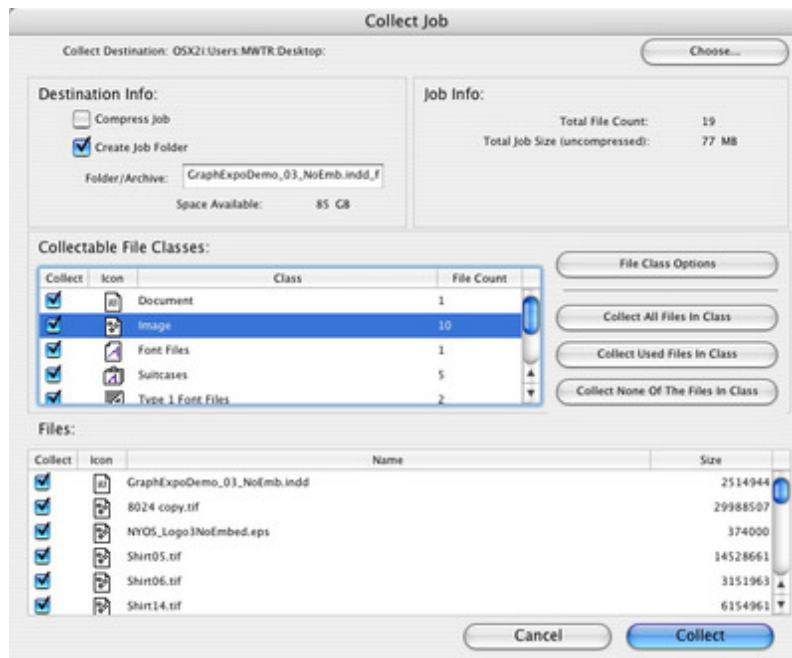 Collect Job
Collect Destination: OSX2i:Users:MWTR:Desktop:
Choose...
Destination Info:
Compress Job
Create Job Folder
Folder/Archive: GraphExpoDemo_03_NoEmb.indd_f
Space Available: 85 GB
Job Info:
Total File Count: 19
Total Job Size (uncompressed): 77 MB
Collectable File Classes:
Collect Icon Class File Count
Document 1
Image 10
Font Files 1
Suitcases 5
Type 1 Font Files 2
File Class Options
Collect All Files In Class
Collect Used Files In Class
Collect None Of The Files In Class
Files:
Collect Icon Name Size
GraphExpoDemo_03_NoEmb.indd 2514944
8024 copy.tif 29988507
NYOS_Logo3NoEmbed.eps 374000
Shirt05.tif 14528661
Shirt06.tif 3151963
Shirt14.tif 6154961
Cancel
Collect